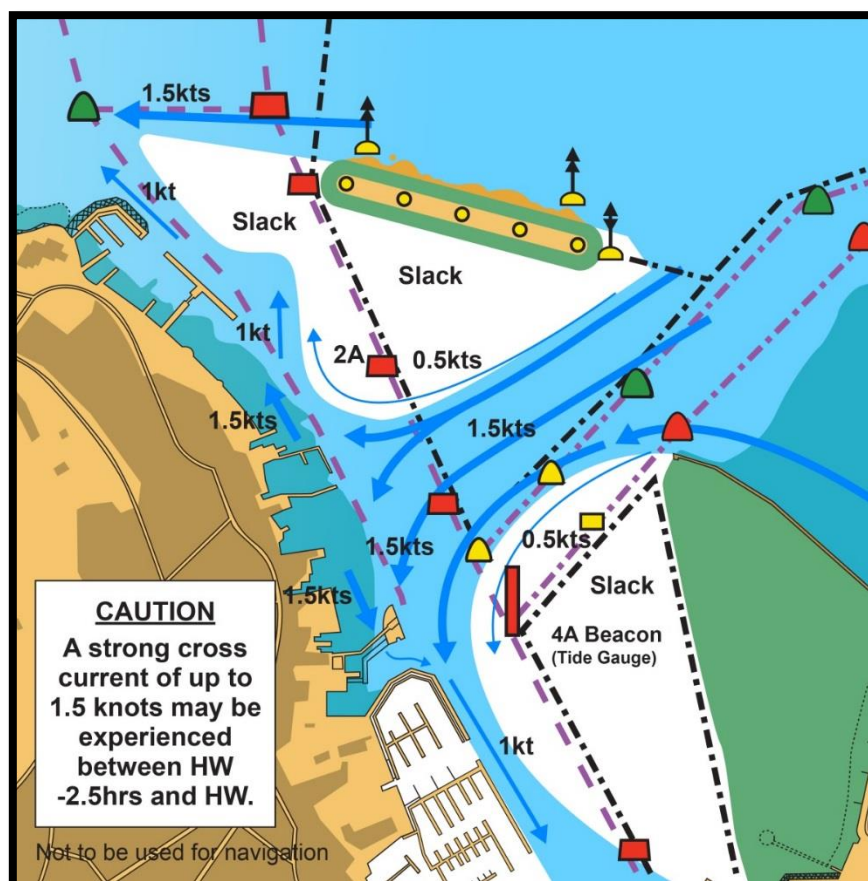 1.5kts
1kt
Slack
Slack
1kt
2A
0.5kts
1.5kts
1.5kts
1.5kts
0.5kts
1.5kts
Slack
4A Beacon
(Tide Gauge)
1kt
CAUTION
A strong cross
current of up to
1.5 knots may be
experienced
between HW
-2.5hrs and HW.
Not to be used for navigation